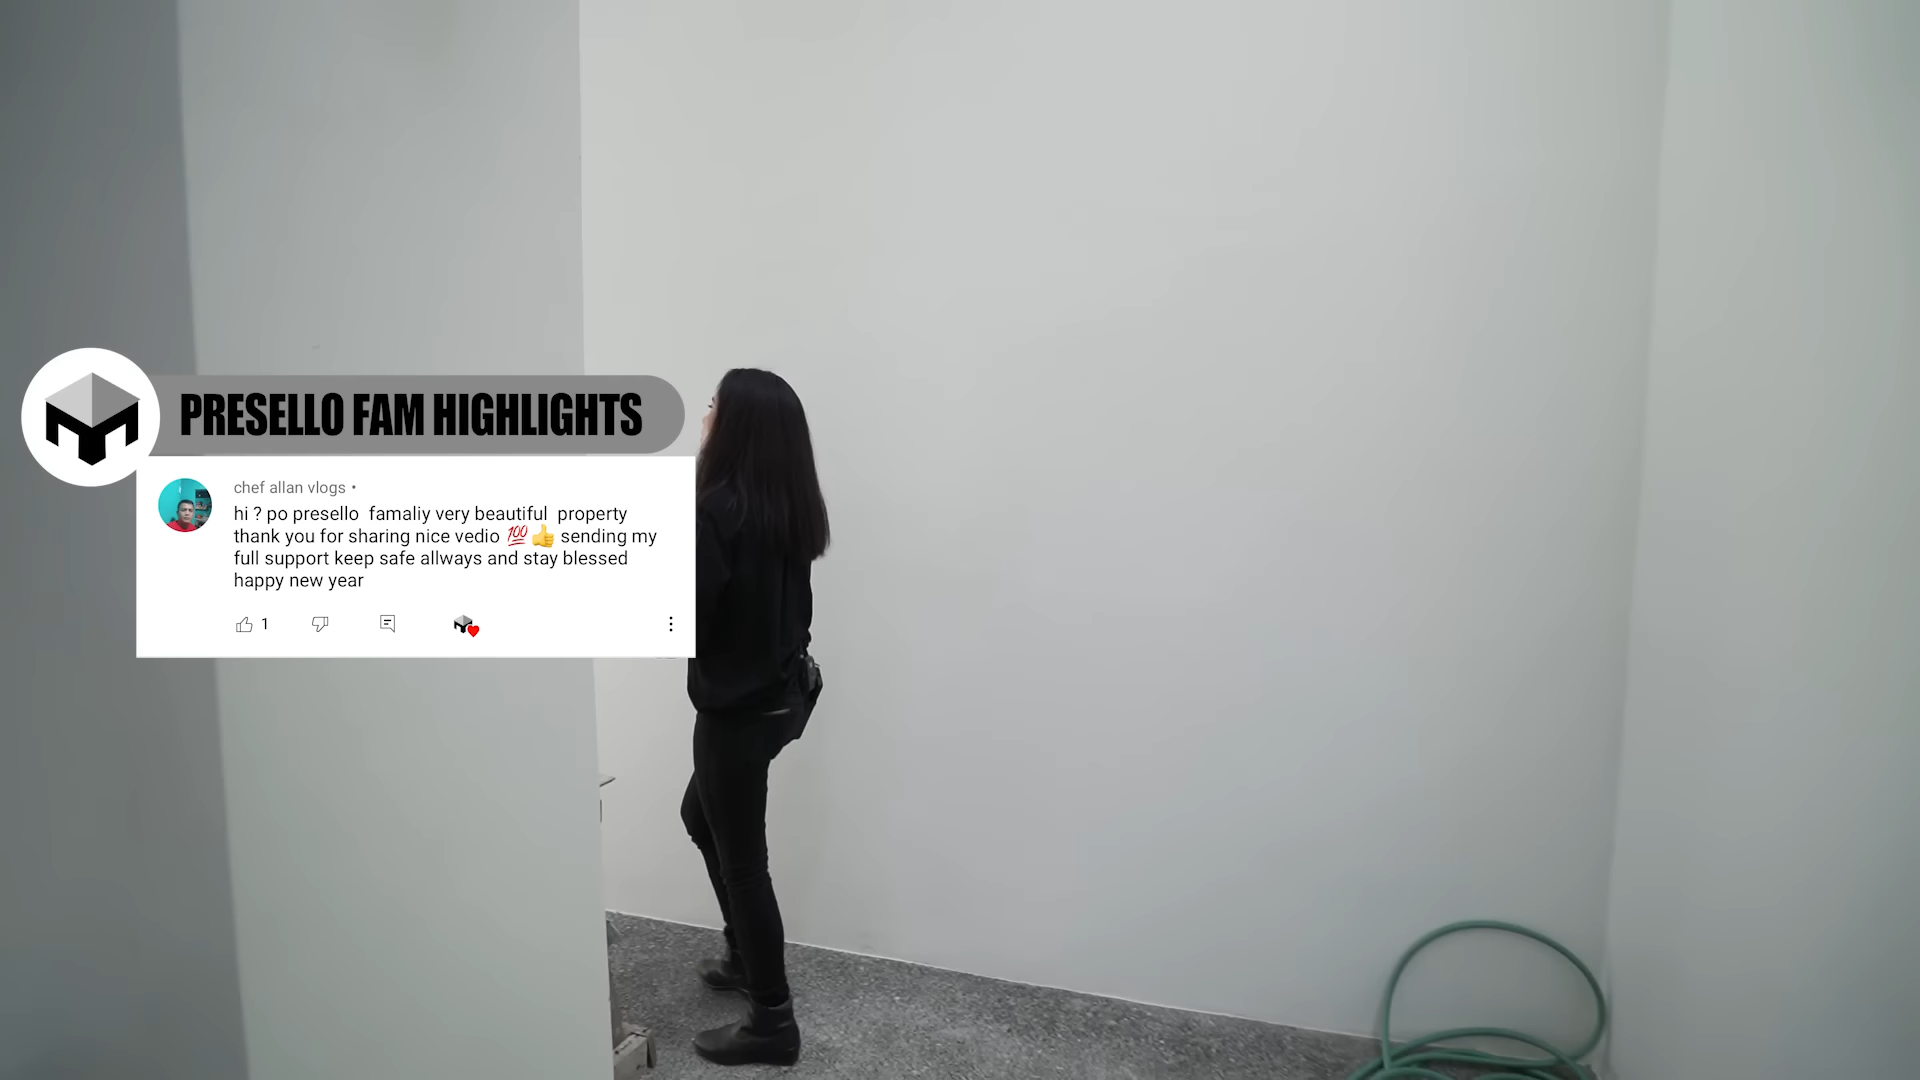 PRESELLO FAM HIGHLIGHTS
chef allan vlogs •
hi ? po presello  famaliy very beautiful  property
thank you for sharing nice vedio 💯👍 sending my
full support keep safe allways and stay blessed
happy new year
1